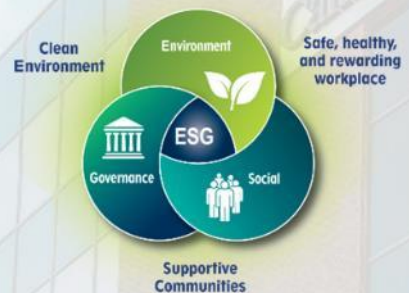 Clean
Environment
Environment
Safe, healthy,
and rewarding
workplace
ESG
Governance
Social
Supportive
Communities